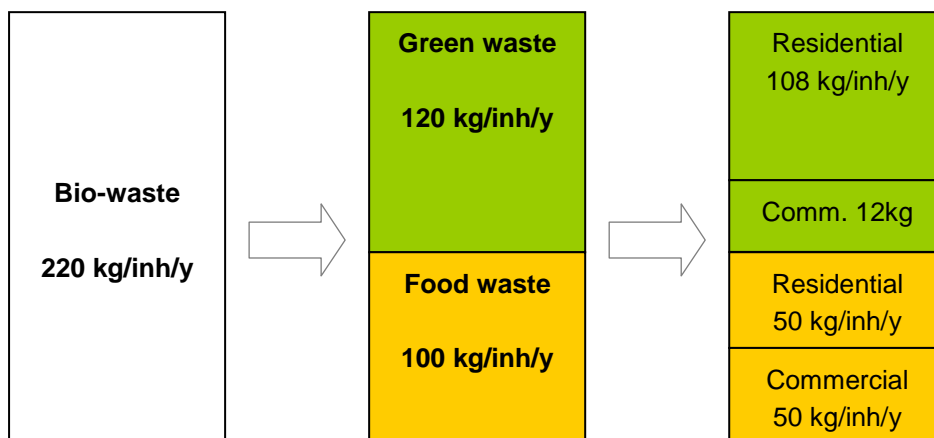 Bio-waste
220 kg/inh/y
Green waste
120 kg/inh/y
Food waste
100 kg/inh/y
Residential
108 kg/inh/y
Comm. 12kg
Residential
50 kg/inh/y
Commercial
50 kg/inh/y